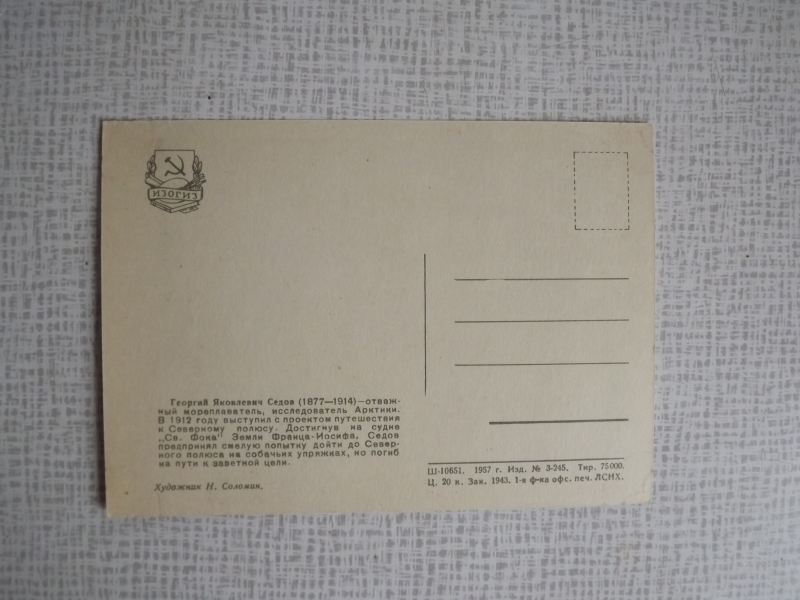 ИЗОГИЗ
Георгий Яковлевич Седов (1877—1914)—отваж-
ный мореплаватель, исследователь Арктики.
В 1912 году выступил с проектом путешествия
к Северному полюсу. Достигнув на судне
„Св. Фока" Земли Франца-Иосифа, Седов
предпринял смелую попытку дойти до Север-
ного полюса на собачьих упряжках, но погиб
на пути к заветной цели.
Художник Н. Соломин.
Ш-10651. 1957 г. Изд. № 3-245. Тир. 75000.
Ц. 20 к. Зак. 1943. 1-я ф-ка офс. печ. ЛСНХ.